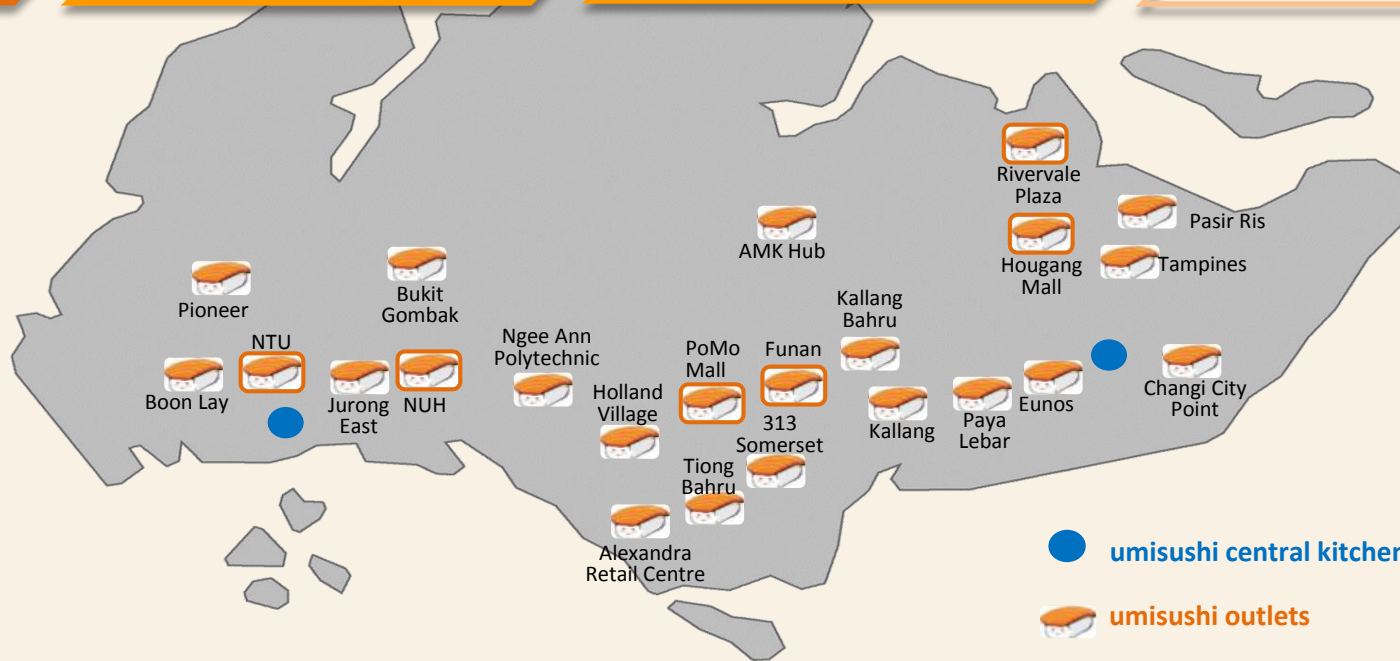 Rivervale
Plaza
Pasir Ris
AMK Hub
Hougang
Mall
Tampines
Pioneer
Bukit
Gombak
Kallang
Bahru
NTU
Ngee Ann
Polytechnic
PoMo
Mall
Funan
Boon Lay
Jurong
East
NUH
Holland
Village
313
Somerset
Kallang
Paya
Lebar
Eunos
Changi City
Point
Tiong
Bahru
Alexandra
Retail Centre
umisushi central kitchen
umisushi outlets